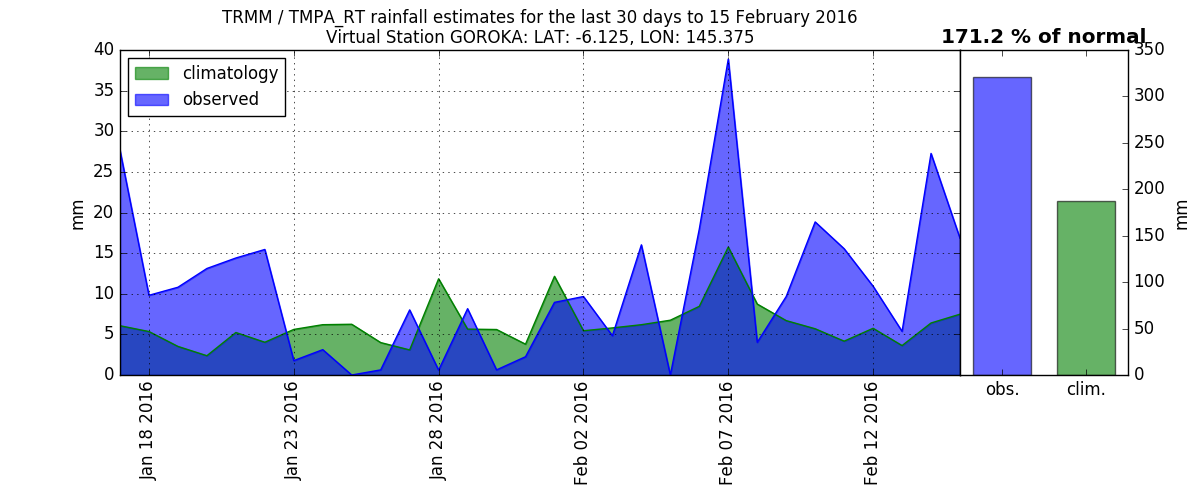 TRMM / TMPA_RT rainfall estimates for the last 30 days to 15 February 2016
Virtual Station GOROKA: LAT: -6.125, LON: 145.375
171.2 % of normal
climatology
observed
mm
40
35
30
25
20
15
10
5
0
Jan 18 2016
Jan 23 2016
Jan 28 2016
Feb 02 2016
Feb 07 2016
Feb 12 2016
obs.
clim.
350
300
250
200
150
100
50
0
mm